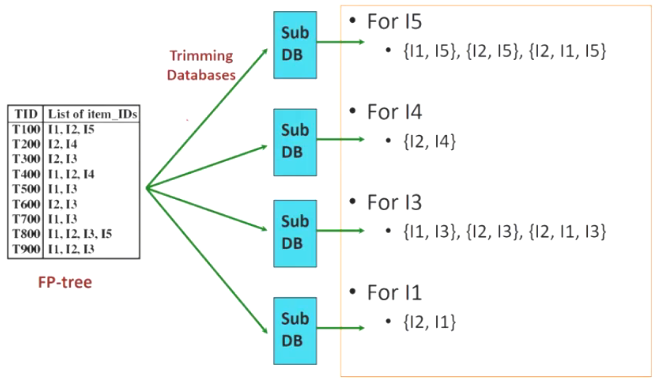 Trimming
Databases
TID List of item_IDs
T100 I1, I2, I5
T200 I2, I4
T300 I2, I3
T400 I1, I2, I4
T500 I1, I3
T600 I2, I3
T700 I1, I3
T800 I1, I2, I3, I5
T900 I1, I2, I3
FP-tree
Sub
DB
• For I5
• {I1, I5}, {I2, I5}, {I2, I1, I5}
Sub
DB
• For I4
• {I2, I4}
Sub
DB
• For I3
• {I1, I3}, {I2, I3}, {I2, I1, I3}
Sub
DB
• For I1
• {I2, I1}